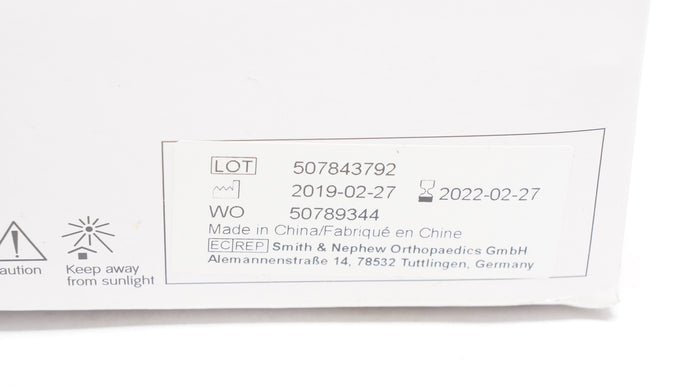 LOT 507843792
2019-02-27 2022-02-27
WO 50789344
Made in China/Fabriqué en Chine
EC REP Smith & Nephew Orthopaedics GmbH
Alemannenstraße 14, 78532 Tuttlingen, Germany
aution
Keep away
from sunlight